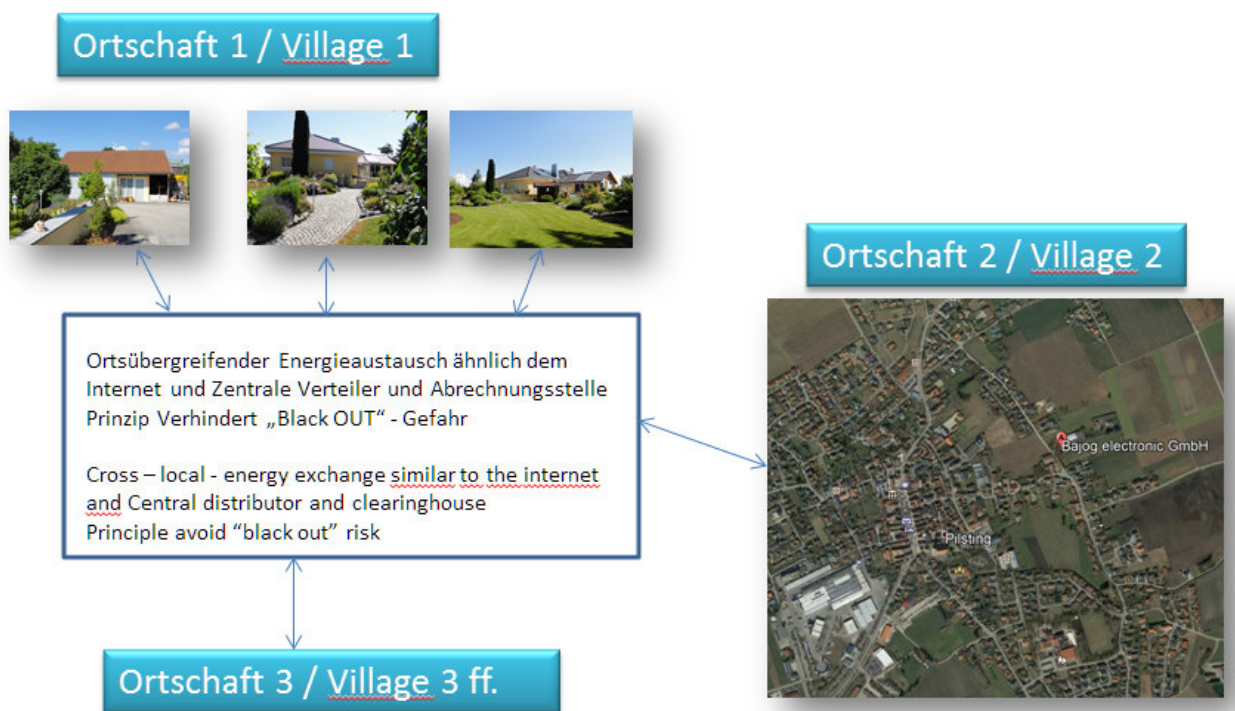 Ortschaft 1 / Village 1
Ortschaft 2 / Village 2
Ortsübergreifender Energieaustausch ähnlich dem
Internet und Zentrale Verteiler und Abrechnungsstelle
Prinzip Verhindert „Black OUT“ - Gefahr
Cross – local - energy exchange similar to the internet
and Central distributor and clearinghouse
Principle avoid “black out” risk
Bajog electronic GmbH
Pilsting
Ortschaft 3 / Village 3 ff.